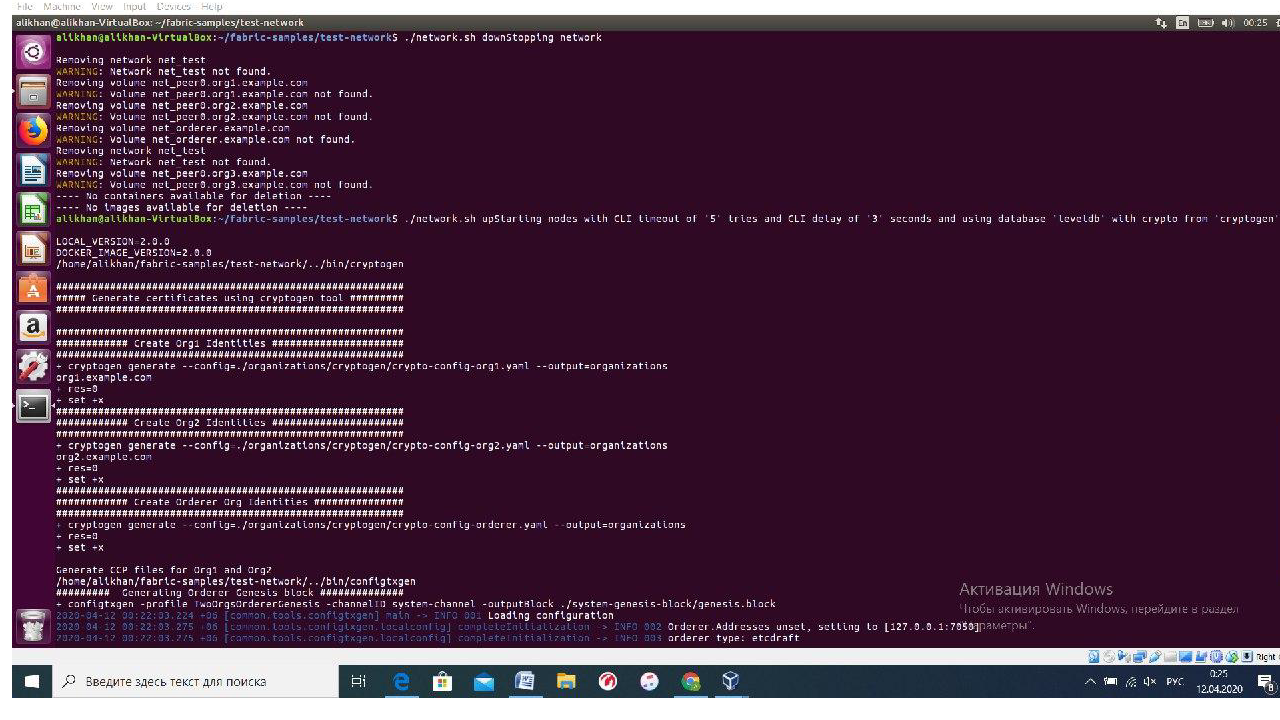 File Machine View Input Devices Help
alikhan@alikhan-VirtualBox: ~/fabric-samples/test-network
En 00:25
alikhan@alikhan-VirtualBox:~/fabric-samples/test-network$ ./network.sh downStopping network
Removing network net_test
WARNING: Network net_test not found.
Removing volume net_peer0.org1.example.com
WARNING: Volume net_peer0.org1.example.com not found.
Removing volume net_peer0.org2.example.com
WARNING: Volume net_peer0.org2.example.com not found.
Removing volume net_orderer.example.com
WARNING: Volume net_orderer.example.com not found.
Removing network net_test
WARNING: Network net_test not found.
Removing volume net_peer0.org3.example.com
WARNING: Volume net_peer0.org3.example.com not found.
---- No containers available for deletion ----
---- No images available for deletion ----
alikhan@alikhan-VirtualBox:~/fabric-samples/test-network$ ./network.sh upStarting nodes with CLI timeout of '5' tries and CLI delay of '3' seconds and using database 'leveldb' with crypto from 'cryptogen'
LOCAL_VERSION=2.0.0
DOCKER_IMAGE_VERSION=2.0.0
/home/alikhan/fabric-samples/test-network/../bin/cryptogen
##########################################################
##### Generate certificates using cryptogen tool #########
##########################################################
##########################################################
############ Create Org1 Identities ######################
##########################################################
+ cryptogen generate --config=./organizations/cryptogen/crypto-config-org1.yaml --output=organizations
org1.example.com
+ res=0
+ set +x
##########################################################
############ Create Org2 Identities ######################
##########################################################
+ cryptogen generate --config=./organizations/cryptogen/crypto-config-org2.yaml --output=organizations
org2.example.com
+ res=0
+ set +x
##########################################################
############ Create Orderer Org Identities ###############
##########################################################
+ cryptogen generate --config=./organizations/cryptogen/crypto-config-orderer.yaml --output=organizations
+ res=0
+ set +x
Generate CCP files for Org1 and Org2
/home/alikhan/fabric-samples/test-network/../bin/configtxgen
######### Generating Orderer Genesis block ##############
+ configtxgen -profile TwoOrgsOrdererGenesis -channelID system-channel -outputBlock ./system-genesis-block/genesis.block
2020-04-12 00:22:03.224 +06 [common.tools.configtxgen] main -> INFO 001 Loading configuration
2020-04-12 00:22:03.275 +06 [common.tools.configtxgen.localconfig] completeInitialization -> INFO 002 Orderer.Addresses unset, setting to [127.0.0.1:7050]
2020-04-12 00:22:03.275 +06 [common.tools.configtxgen.localconfig] completeInitialization -> INFO 003 orderer type: etcdraft
Активация Windows
Чтобы активировать Windows, перейдите в раздел
"Параметры".
Right
Введите здесь текст для поиска
РУС
0:25
12.04.2020
8